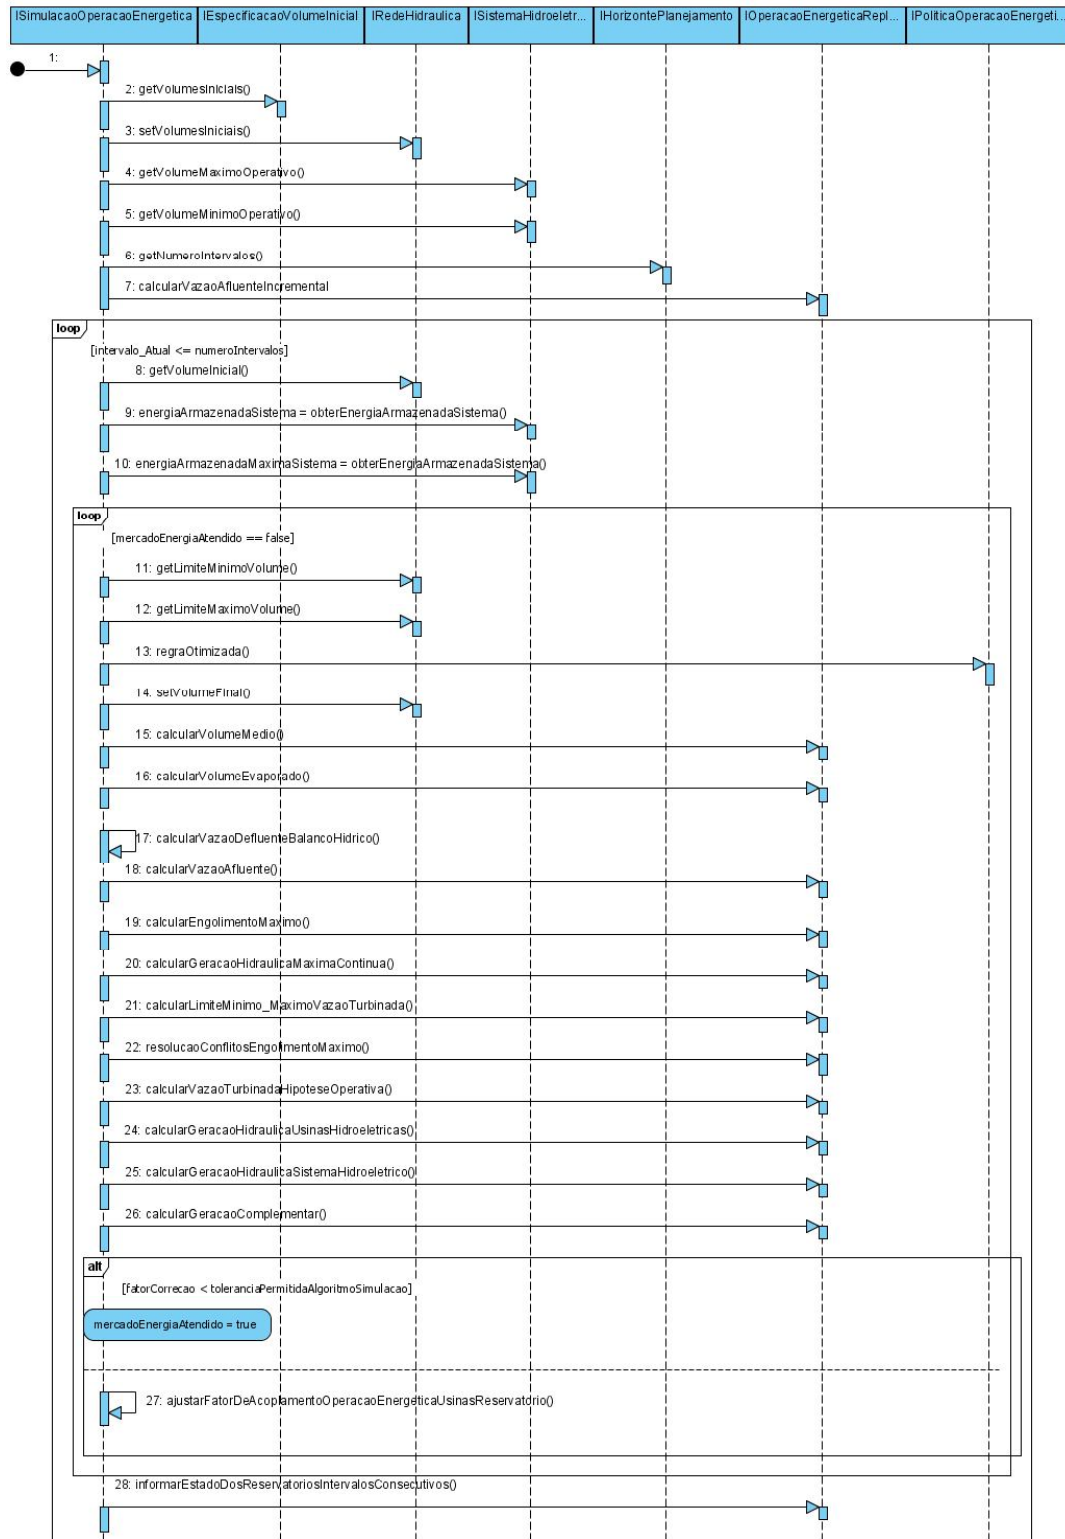 ISimulacaoOperacaoEnergetica
IEspecificacaoVolumeInicial
IRedeHidraulica
ISistemaHidroeletr...
IHorizontePlanejamento
IOperacaoEnergeticaRepl...
IPoliticaOperacaoEnergeti...
1:
2: getVolumesIniciais()
3: setVolumesIniciais()
4: getVolumeMaximoOperativo()
5: getVolumeMinimoOperativo()
6: getNumeroIntervalos()
7: calcularVazaoAfluenteIncremental
loop
[intervalo_Atual <= numeroIntervalos]
8: getVolumeInicial()
9: energiaArmazenadaSistema = obterEnergiaArmazenadaSistema()
10: energiaArmazenadaMaximaSistema = obterEnergiaArmazenadaSistema()
loop
[mercadoEnergiaAtendido == false]
11: getLimiteMinimoVolume()
12: getLimiteMaximoVolume()
13: regraOtimizada()
14: setVolumeFinal()
15: calcularVolumeMedio()
16: calcularVolumeEvaporado()
17: calcularVazaoDefluenteBalancoHidrico()
18: calcularVazaoAfluente()
19: calcularEngolimentoMaximo()
20: calcularGeracaoHidraulicaMaximaContinua()
21: calcularLimiteMinimo_MaximoVazaoTurbinada()
22: resolucaoConflitosEngolimentoMaximo()
23: calcularVazaoTurbinadaHipoteseOperativa()
24: calcularGeracaoHidraulicaUsinasHidroeletricas()
25: calcularGeracaoHidraulicaSistemaHidroeletrico()
26: calcularGeracaoComplementar()
alt
[fatorCorrecao < toleranciaPermitidaAlgoritmoSimulacao]
mercadoEnergiaAtendido = true
27: ajustarFatorDeAcoplamentoOperacaoEnergeticaUsinasReservatorio()
28: informarEstadoDosReservatoriosIntervalosConsecutivos()